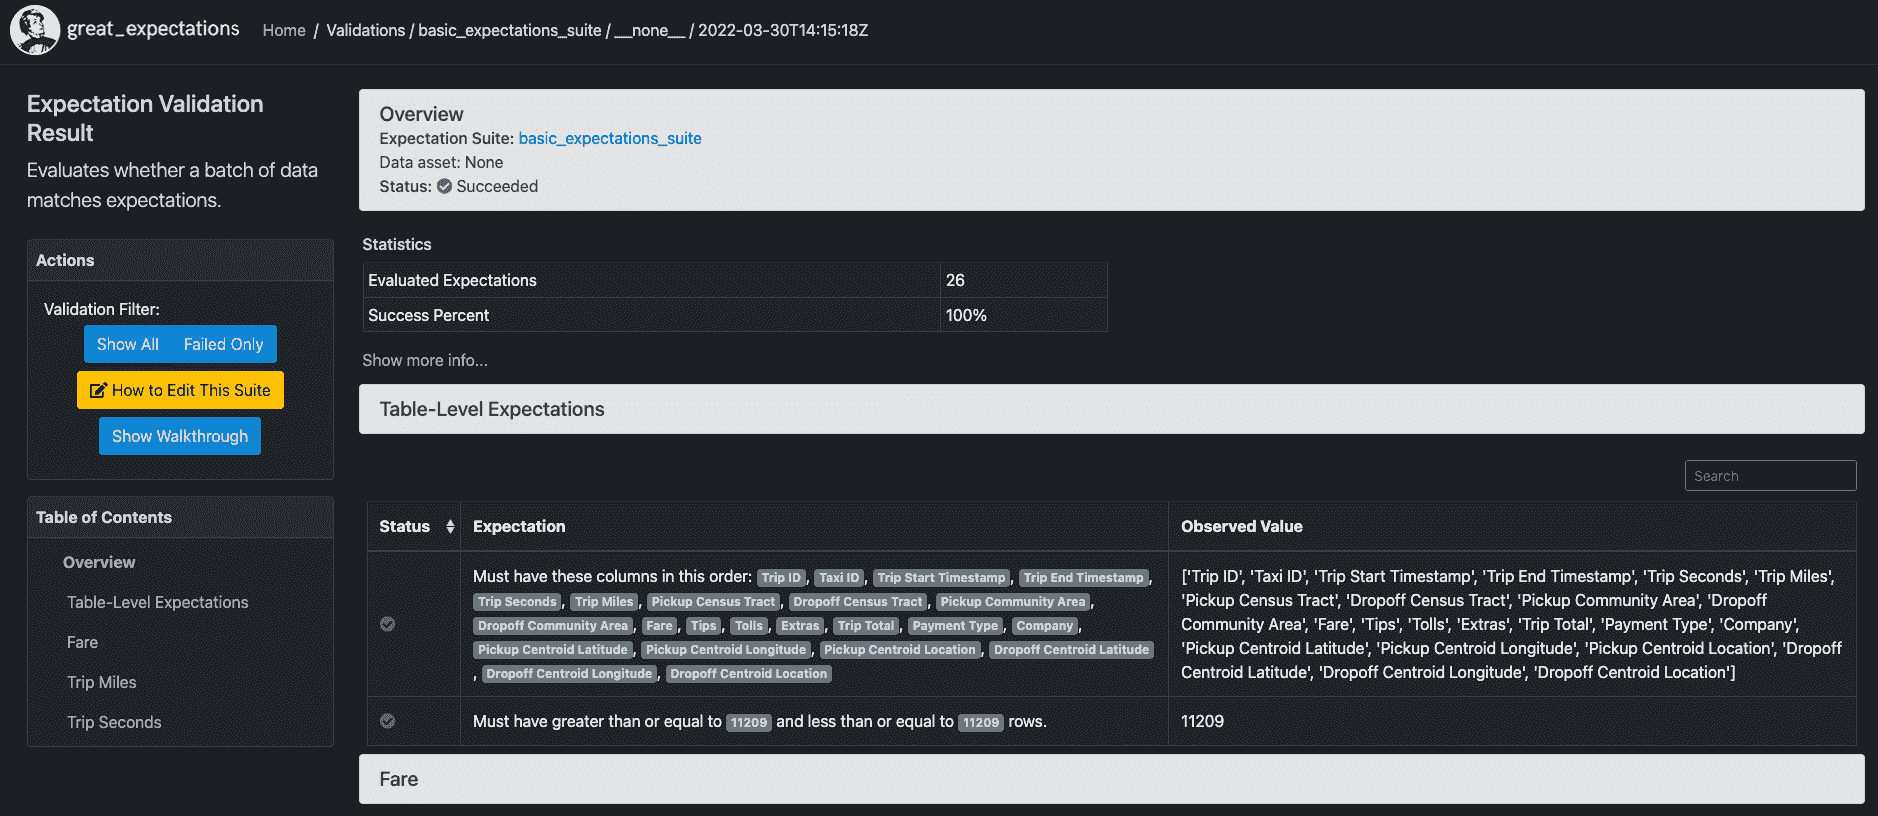 great_expectations Home / Validations / basic_expectations_suite / __none__ / 2022-03-30T14:15:18Z
Expectation Validation
Result
Evaluates whether a batch of data
matches expectations.
Actions
Validation Filter:
Show All Failed Only
How to Edit This Suite
Show Walkthrough
Table of Contents
Overview
Table-Level Expectations
Fare
Trip Miles
Trip Seconds
Overview
Expectation Suite: basic_expectations_suite
Data asset: None
Status: Succeeded
Statistics
Evaluated Expectations 26
Success Percent 100%
Show more info...
Table-Level Expectations
Search
Status Expectation Observed Value
Must have these columns in this order: Trip ID, Taxi ID, Trip Start Timestamp, Trip End Timestamp,
Trip Seconds, Trip Miles, Pickup Census Tract, Dropoff Census Tract, Pickup Community Area,
Dropoff Community Area, Fare, Tips, Tolls, Extras, Trip Total, Payment Type, Company,
Pickup Centroid Latitude, Pickup Centroid Longitude, Pickup Centroid Location, Dropoff Centroid Latitude
, Dropoff Centroid Longitude, Dropoff Centroid Location
['Trip ID', 'Taxi ID', 'Trip Start Timestamp', 'Trip End Timestamp', 'Trip Seconds', 'Trip Miles',
'Pickup Census Tract', 'Dropoff Census Tract', 'Pickup Community Area', 'Dropoff
Community Area', 'Fare', 'Tips', 'Tolls', 'Extras', 'Trip Total', 'Payment Type', 'Company',
'Pickup Centroid Latitude', 'Pickup Centroid Longitude', 'Pickup Centroid Location', 'Dropoff
Centroid Latitude', 'Dropoff Centroid Longitude', 'Dropoff Centroid Location']
Must have greater than or equal to 11209 and less than or equal to 11209 rows.
11209
Fare